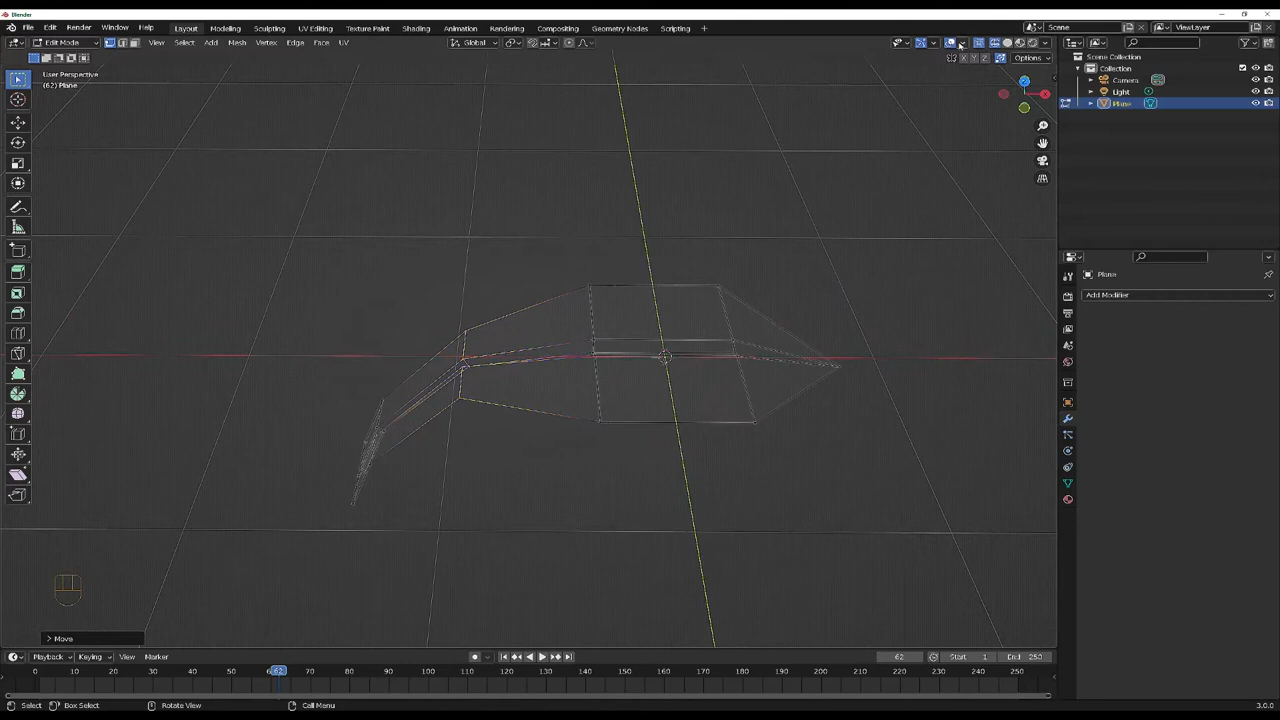 Blender
File Edit Render Window Help Layout Modeling Sculpting UV Editing Texture Paint Shading Animation Rendering Compositing Geometry Nodes Scripting Scene ViewLayer
Edit Mode View Select Add Mesh Vertex Edge Face UV Global
X Y Z Options
User Perspective
(62) Plane
Scene Collection
Collection
Camera
Light
Plane
Plane
Add Modifier
> Move
Playback Keying View Marker 62 Start 1 End 250
0 10 20 30 40 50 62 70 80 90 100 110 120 130 140 150 160 170 180 190 200 210 220 230 240 250
Select Box Select Rotate View Call Menu 3.0.0